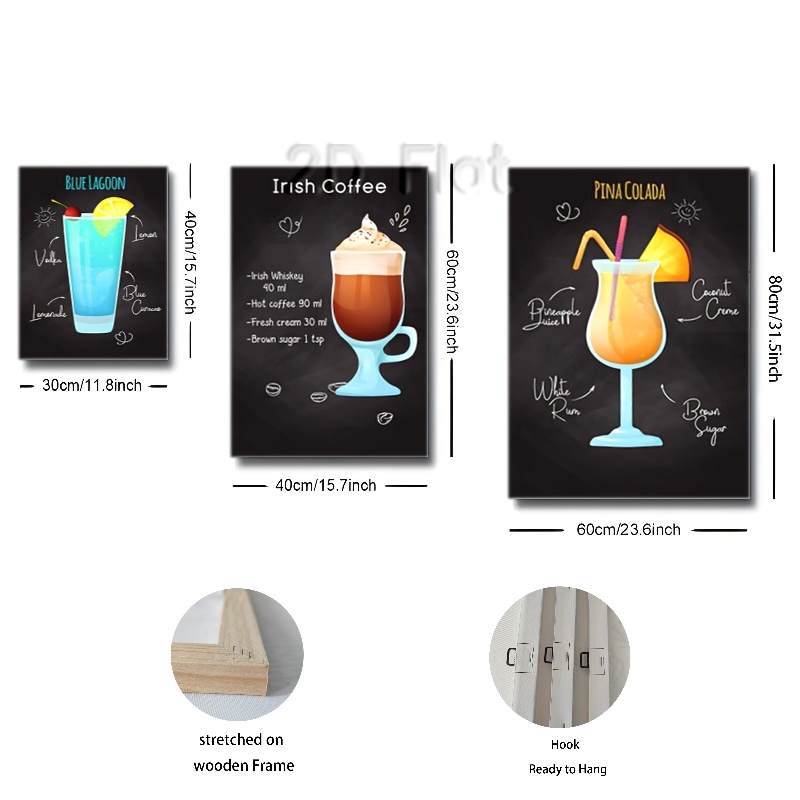 2D Flat
BLUE LAGOON
Lemon
Vodka
Blue
Curacao
Lemonade
40cm/15.7inch
30cm/11.8inch
Irish Coffee
-Irish Whiskey
40 ml
-Hot coffee 90 ml
-Fresh cream 30 ml
-Brown sugar 1 tsp
60cm/23.6inch
40cm/15.7inch
PINA COLADA
Coconut
Creme
Pineapple
Juice
White
Rum
Brown
Sugar
80cm/31.5inch
60cm/23.6inch
stretched on
wooden Frame
Hook
Ready to Hang